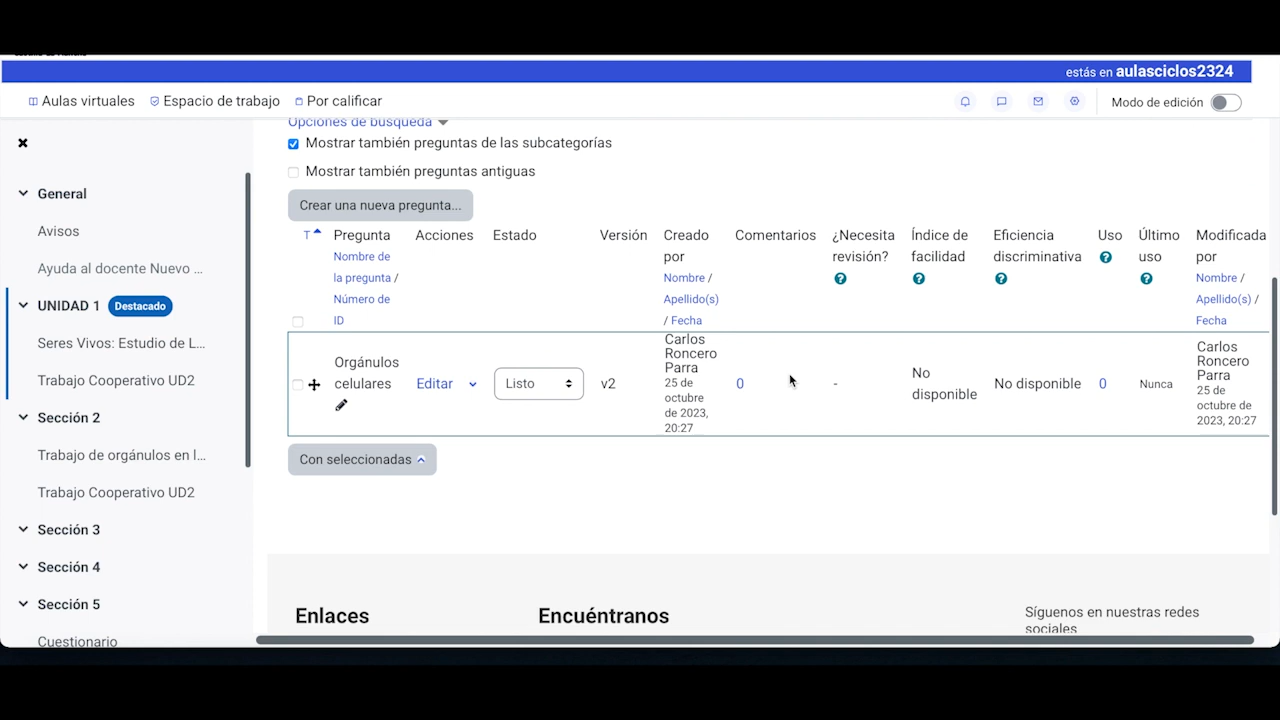 estás en aulasciclos2324
Aulas virtuales
Espacio de trabajo
Por calificar
Modo de edición
General
Avisos
Ayuda al docente Nuevo ...
UNIDAD 1
Destacado
Seres Vivos: Estudio de L...
Trabajo Cooperativo UD2
Sección 2
Trabajo de orgánulos en l...
Trabajo Cooperativo UD2
Sección 3
Sección 4
Sección 5
Cuestionario
Opciones de búsqueda
Mostrar también preguntas de las subcategorías
Mostrar también preguntas antiguas
Crear una nueva pregunta...
T
Pregunta
Nombre de
la pregunta /
Número de
ID
Acciones
Estado
Versión
Creado
por
Nombre /
Apellido(s)
/ Fecha
Comentarios
¿Necesita
revisión?
Índice de
facilidad
Eficiencia
discriminativa
Uso
Último
uso
Modificada
por
Nombre /
Apellido(s) /
Fecha
Orgánulos
celulares
Editar
Listo
v2
Carlos
Roncero
Parra
25 de
octubre
de 2023,
20:27
0
-
No
disponible
No disponible
0
Nunca
Carlos
Roncero
Parra
25 de
octubre de
2023, 20:27
Con seleccionadas
Enlaces
Encuéntranos
Síguenos en nuestras redes
sociales